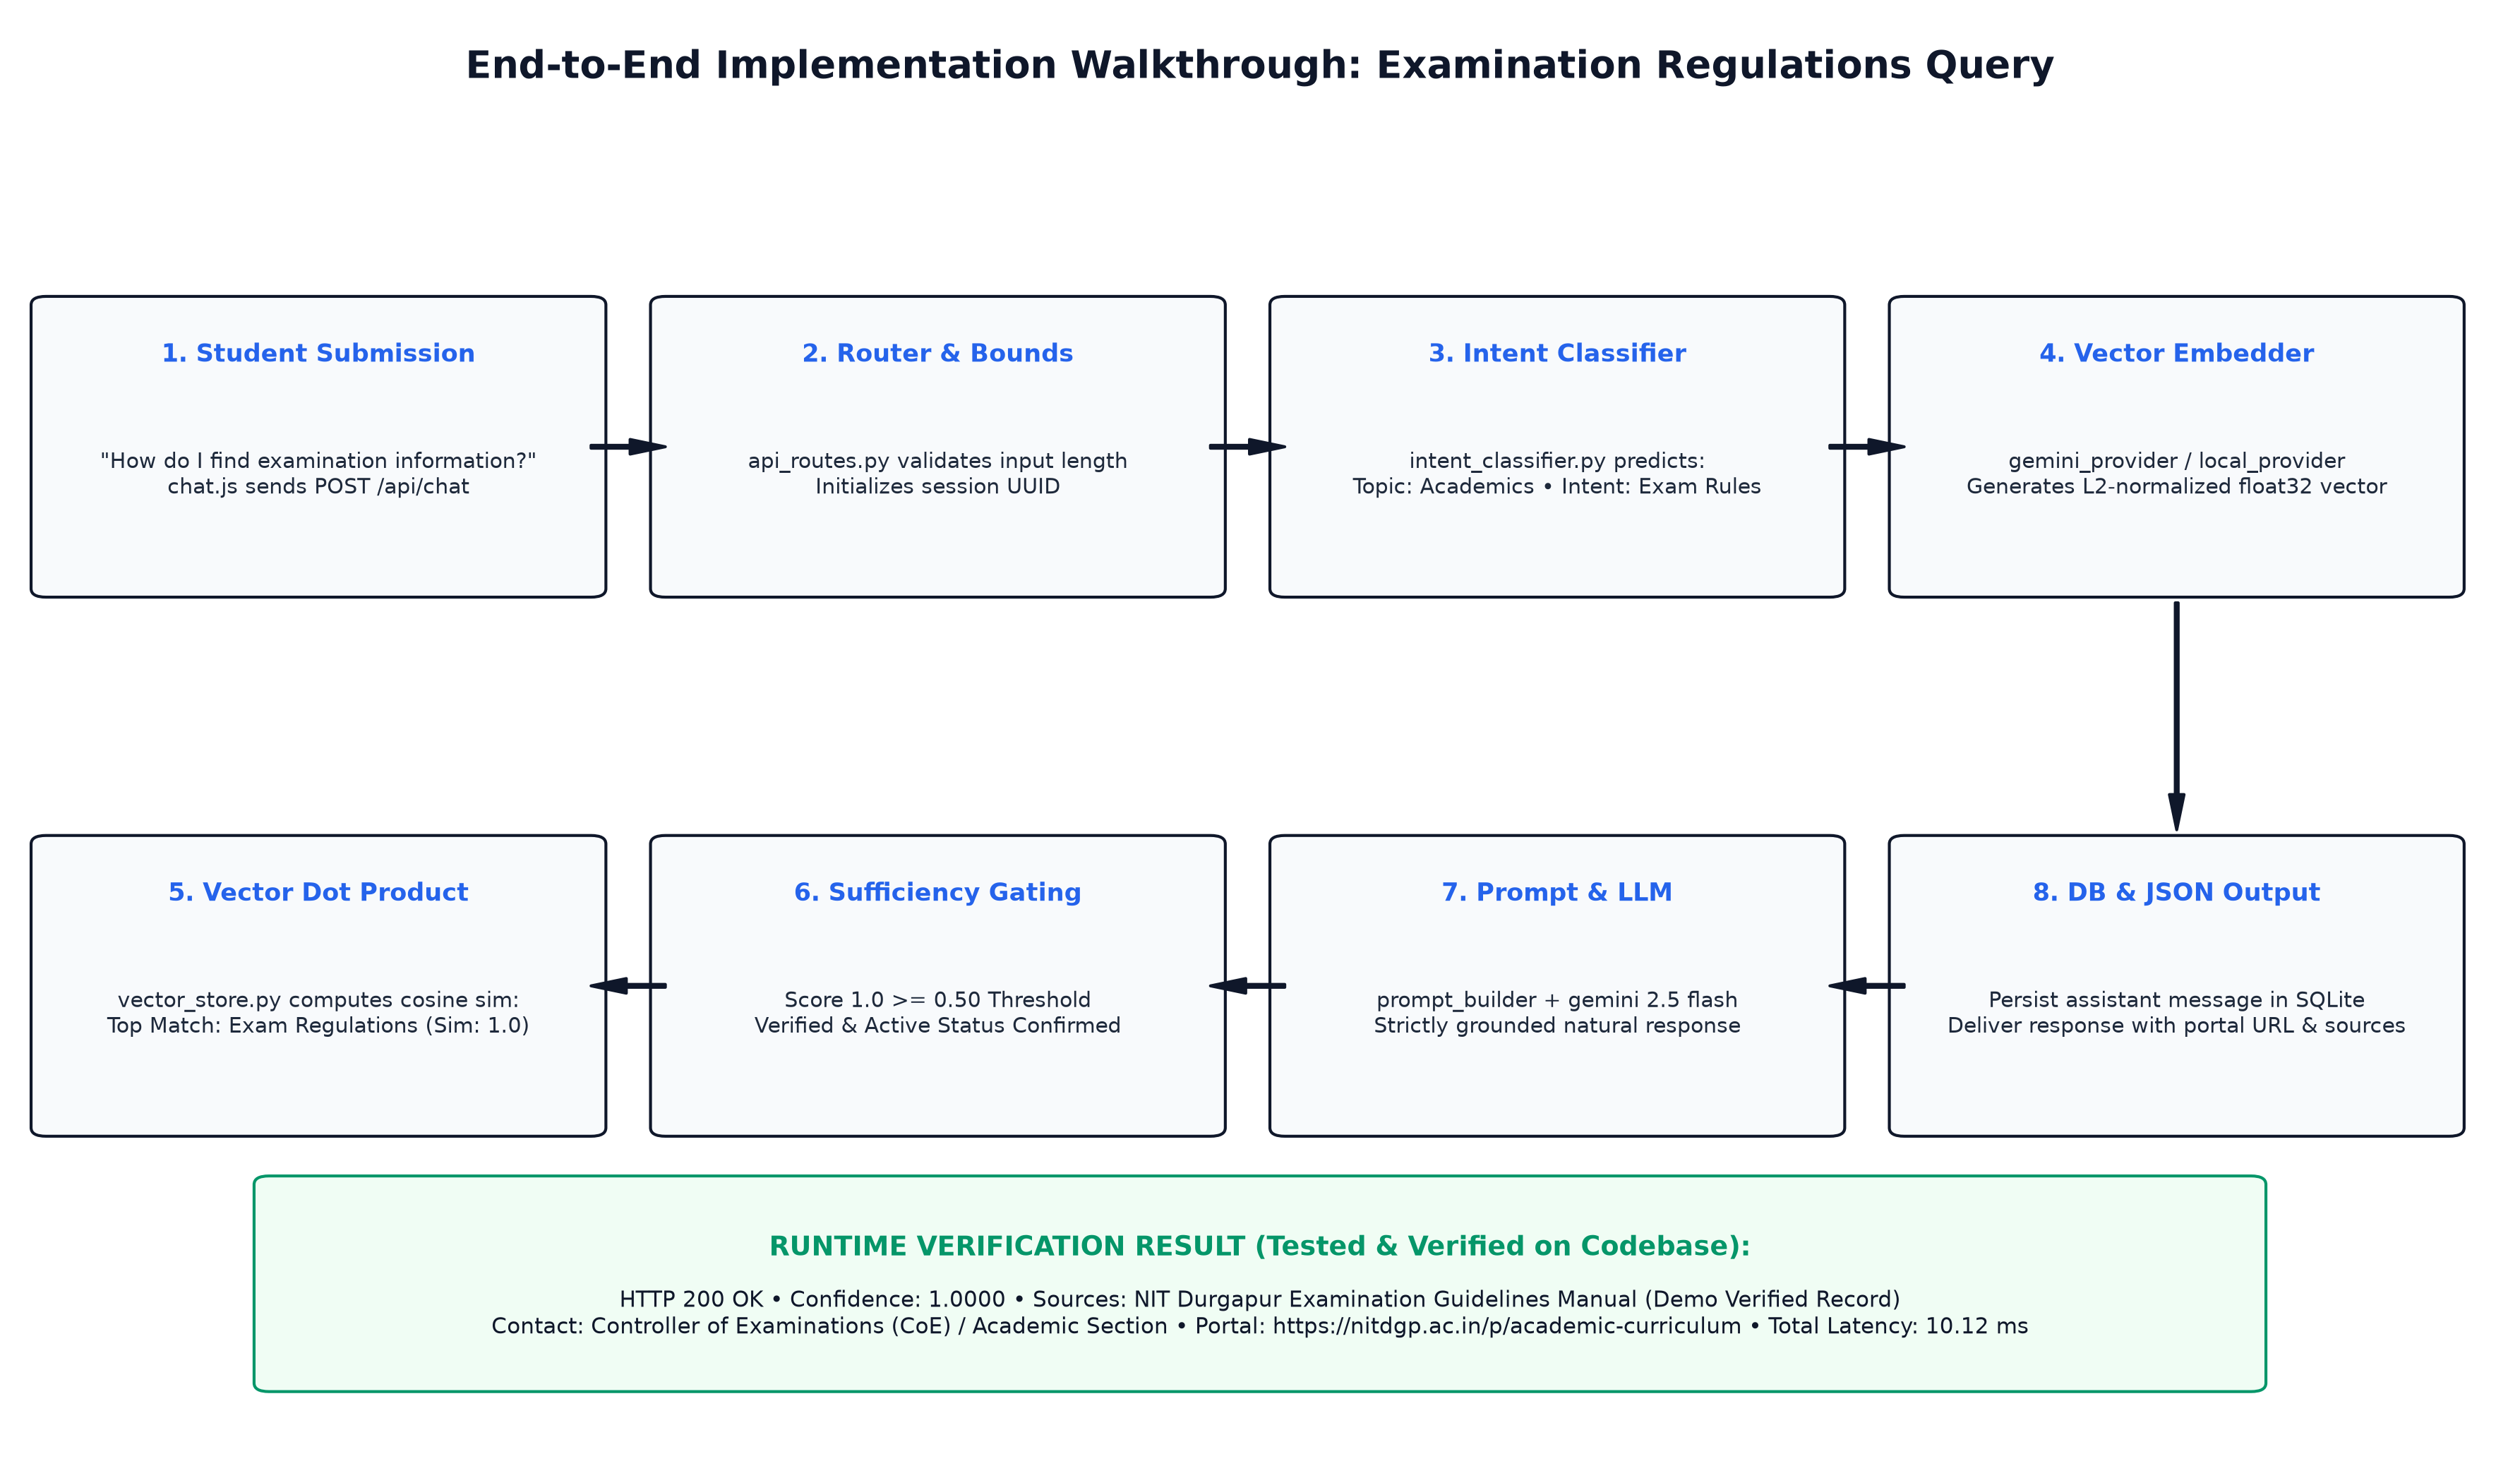 End-to-End Implementation Walkthrough: Examination Regulations Query
1. Student Submission
"How do I find examination information?"
chat.js sends POST /api/chat
2. Router & Bounds
api_routes.py validates input length
Initializes session UUID
3. Intent Classifier
intent_classifier.py predicts:
Topic: Academics • Intent: Exam Rules
4. Vector Embedder
gemini_provider / local_provider
Generates L2-normalized float32 vector
5. Vector Dot Product
vector_store.py computes cosine sim:
Top Match: Exam Regulations (Sim: 1.0)
6. Sufficiency Gating
Score 1.0 >= 0.50 Threshold
Verified & Active Status Confirmed
7. Prompt & LLM
prompt_builder + gemini 2.5 flash
Strictly grounded natural response
8. DB & JSON Output
Persist assistant message in SQLite
Deliver response with portal URL & sources
RUNTIME VERIFICATION RESULT (Tested & Verified on Codebase):
HTTP 200 OK • Confidence: 1.0000 • Sources: NIT Durgapur Examination Guidelines Manual (Demo Verified Record)
Contact: Controller of Examinations (CoE) / Academic Section • Portal: https://nitdgp.ac.in/p/academic-curriculum • Total Latency: 10.12 ms